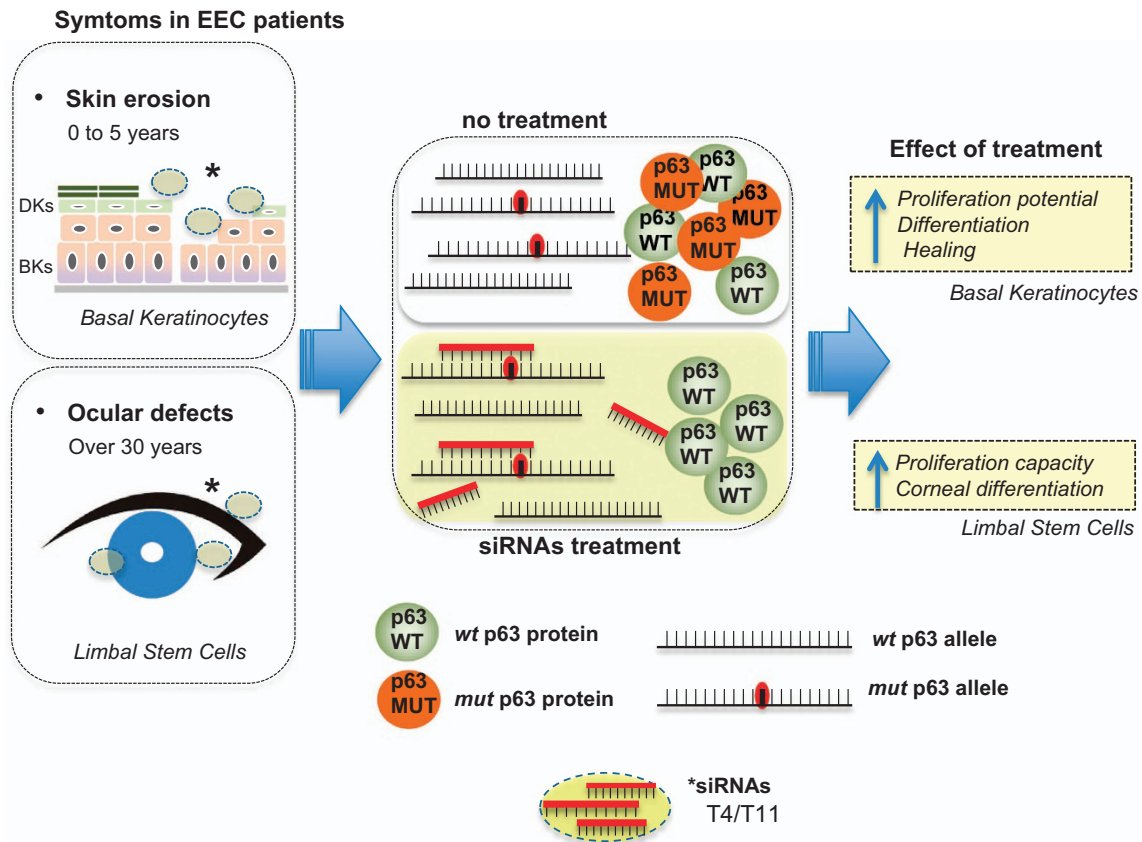 Symtoms in EEC patients
• Skin erosion
0 to 5 years
*
DKs
BKs
Basal Keratinocytes
• Ocular defects
Over 30 years
*
Limbal Stem Cells
no treatment
p63
MUT
p63
WT
p63
MUT
p63
WT
p63
MUT
p63
MUT
p63
WT
p63
WT
p63
WT
p63
WT
p63
WT
siRNAs treatment
Effect of treatment
Proliferation potential
Differentiation
Healing
Basal Keratinocytes
Proliferation capacity
Corneal differentiation
Limbal Stem Cells
p63
WT
wt p63 protein
p63
MUT
mut p63 protein
wt p63 allele
mut p63 allele
*siRNAs
T4/T11